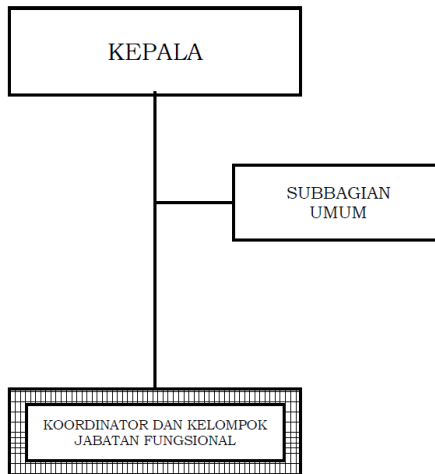 KEPALA
SUBBAGIAN
UMUM
KOORDINATOR DAN KELOMPOK
JABATAN FUNGSIONAL